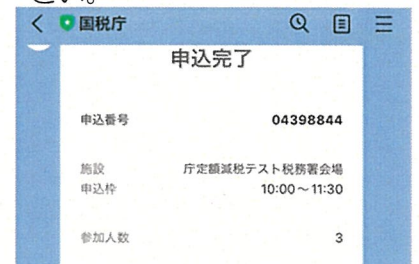 さい。
国税庁
申込完了
申込番号 04398844
施設 庁定額減税テスト税務署会場
申込枠 10:00～11:30
参加人数 3